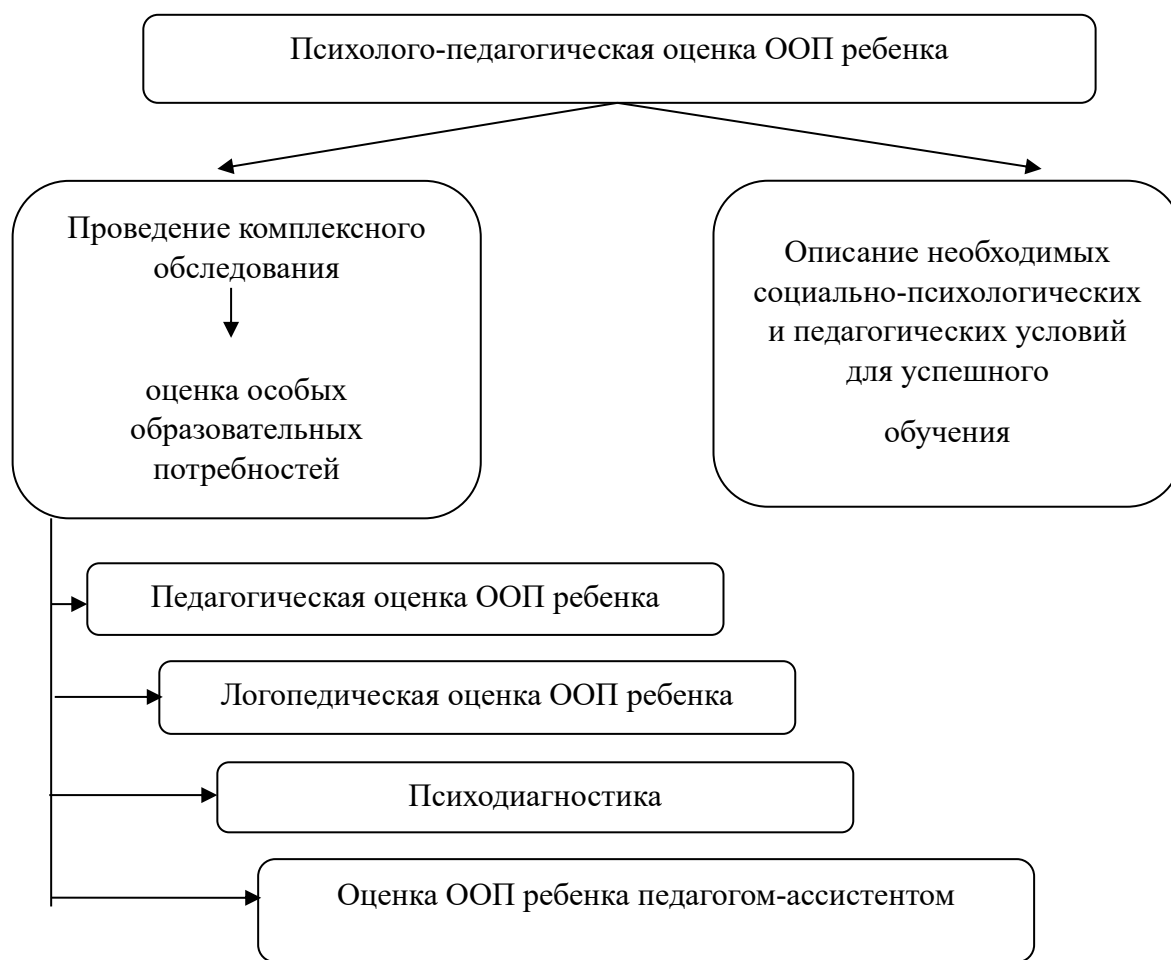 Психолого-педагогическая оценка ООП ребенка
Проведение комплексного
обследования
оценка особых
образовательных
потребностей
Описание необходимых
социально-психологических
и педагогических условий
для успешного
обучения
Педагогическая оценка ООП ребенка
Логопедическая оценка ООП ребенка
Психодиагностика
Оценка ООП ребенка педагогом-ассистентом